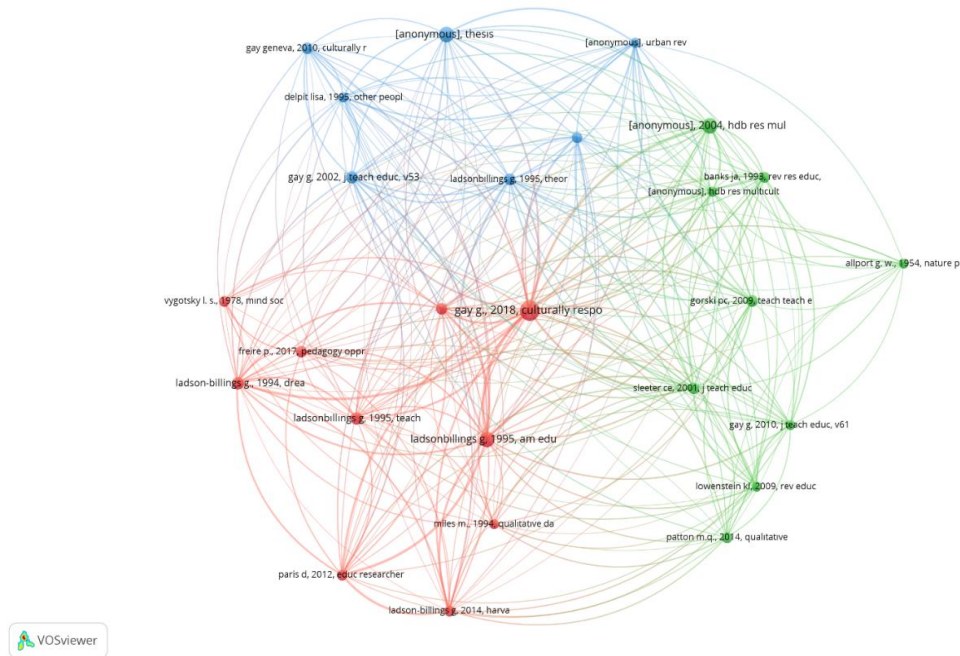 [anonymous], thesis
[anonymous], urban rev
gay geneva, 2010, culturally r
delpit lisa, 1995, other peopl
[anonymous], 2004, hdb res mul
gay g, 2002, j teach educ, v53
ladsonbillings g, 1995, theor
banks ja, 1993, rev res educ,
[anonymous], hdb res multicult
allport g. w., 1954, nature p
vygotsky l. s., 1978, mind soc
gorski pc, 2009, teach teach e
gay g., 2018, culturally respo
freire p., 2017, pedagogy oppr
ladson-billings g., 1994, drea
sleeter ce, 2001, j teach educ
ladsonbillings g, 1995, teach
gay g, 2010, j teach educ, v61
ladsonbillings g, 1995, am edu
lowenstein kl, 2009, rev educ
miles m., 1994, qualitative da
patton m.q., 2014, qualitative
paris d, 2012, educ researcher
ladson-billings g, 2014, harva
VOSviewer